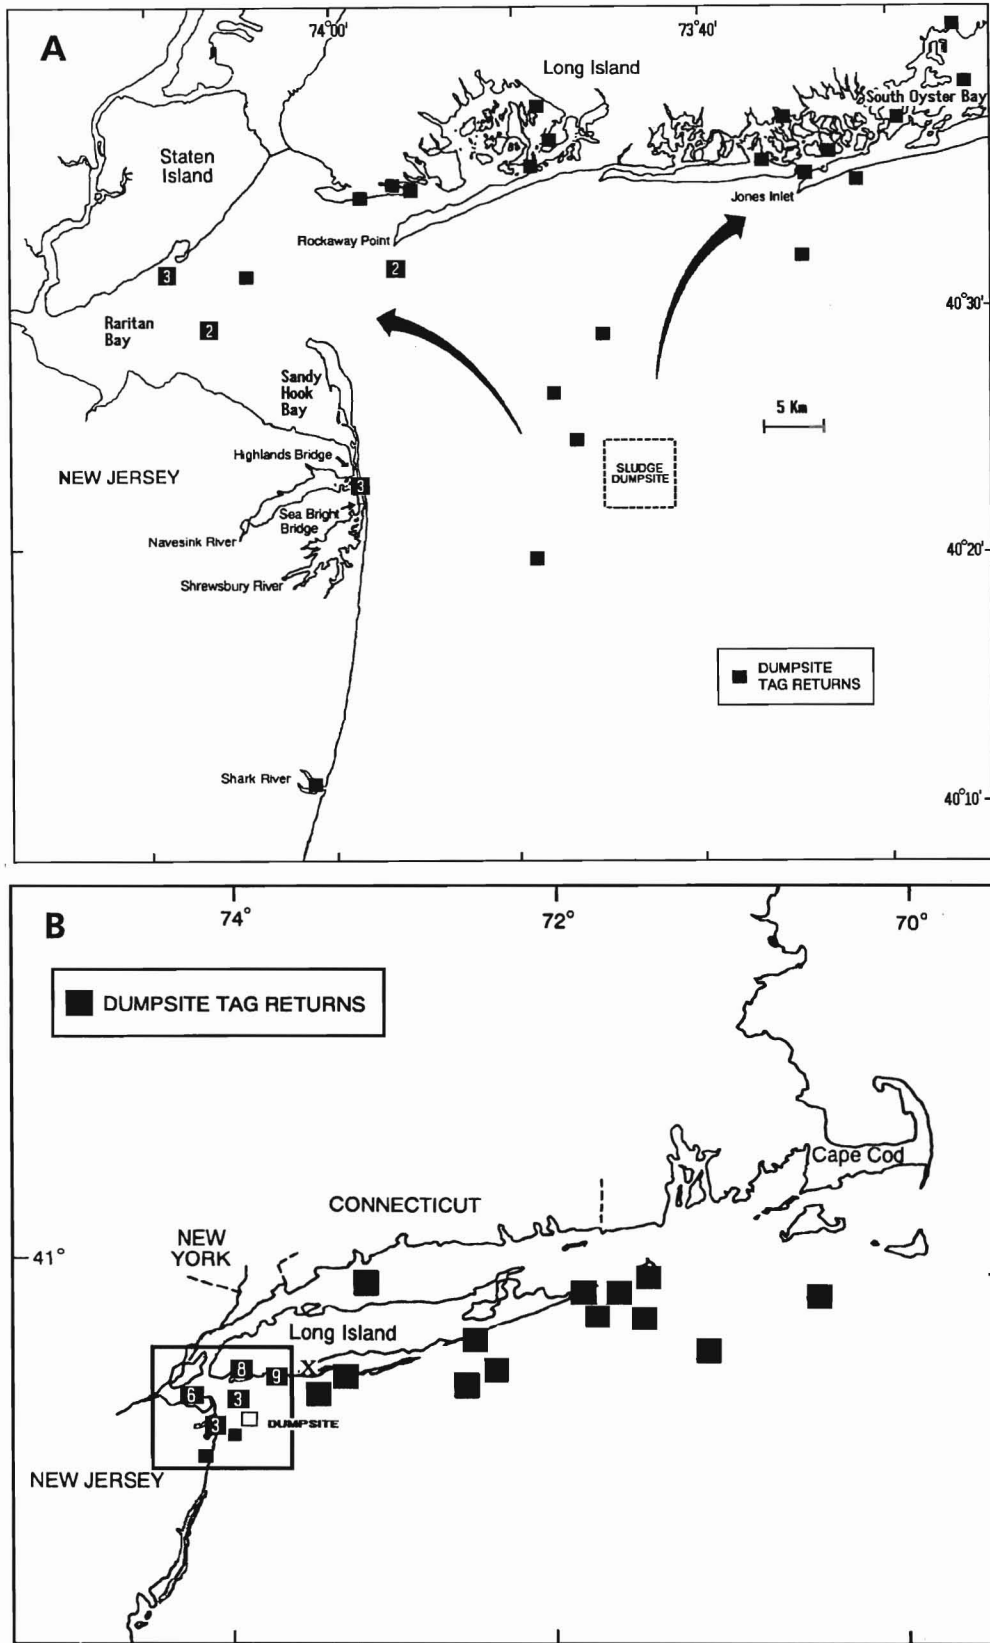 A
74°00'
73°40'
Long Island
South Oyster Bay
Staten
Island
Jones Inlet
Rockaway Point
2
3
40°30'
Raritan
Bay
2
Sandy
Hook
Bay
5 Km
Highlands Bridge
NEW JERSEY
SLUDGE
DUMPSITE
3
Sea Bright
Bridge
Navesink River
40°20'
Shrewsbury River
DUMPSITE
TAG RETURNS
Shark River
40°10'
B
74°
72°
70°
DUMPSITE TAG RETURNS
Cape Cod
CONNECTICUT
NEW
YORK
41°
Long Island
X
8
9
6
3
3
DUMPSITE
NEW JERSEY